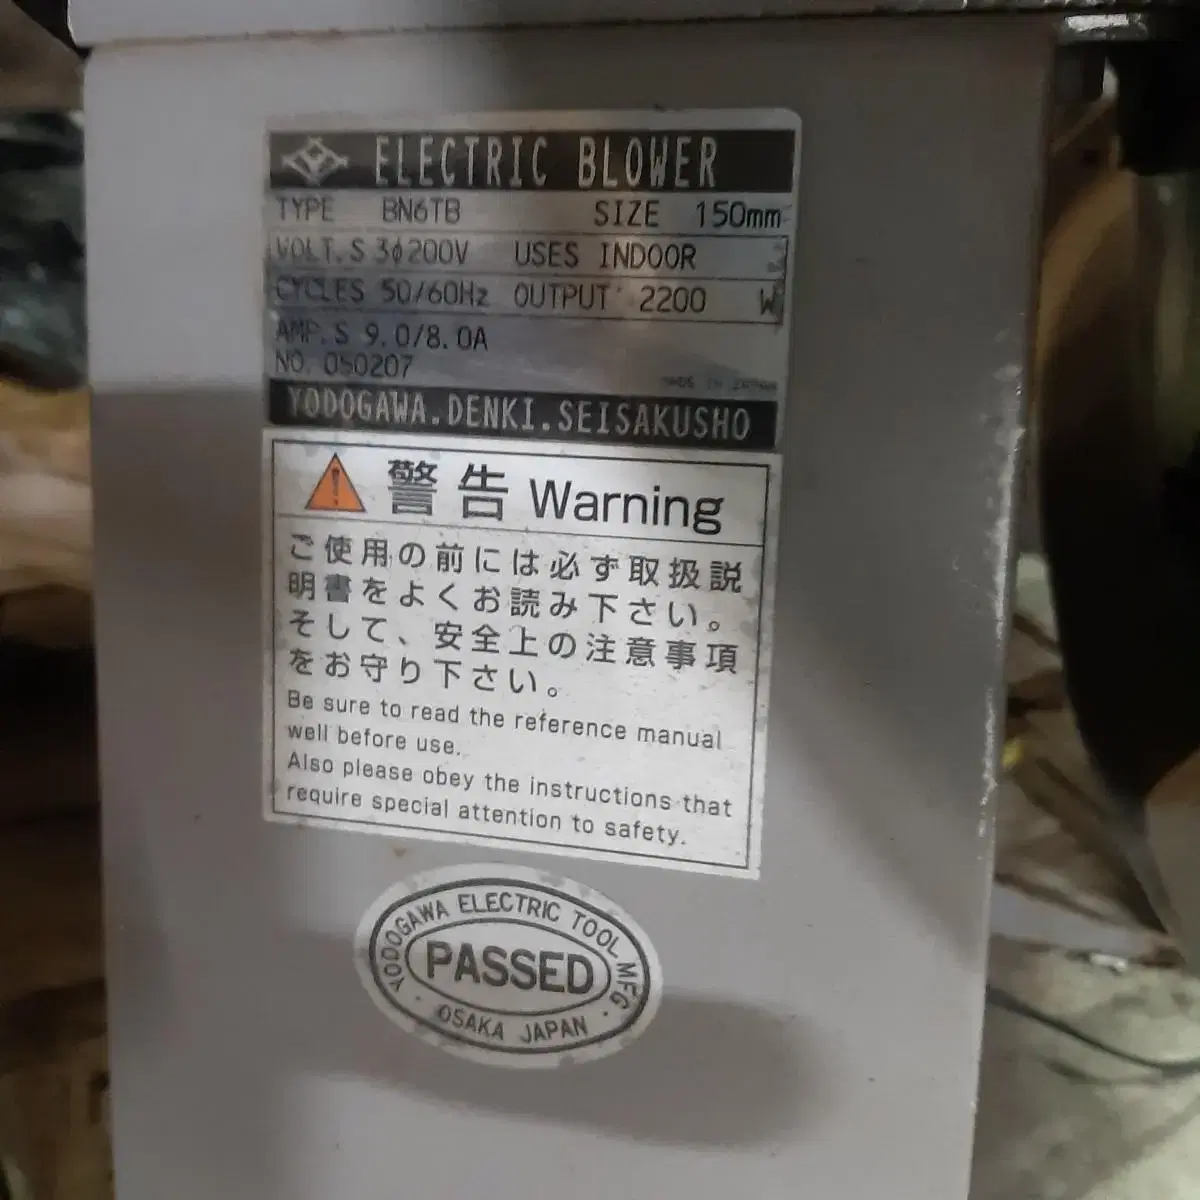 ELECTRIC BLOWER
TYPE BN6TB SIZE 150mm
VOLT.S 3φ200V USES INDOOR
CYCLES 50/60Hz OUTPUT 2200 W
AMP.S 9.0/8.0A
NO. 050207
MADE IN JAPAN
YODOGAWA.DENKI.SEISAKUSHO
警告 Warning
ご使用の前には必ず取扱説
明書をよくお読み下さい。
そして、安全上の注意事項
をお守り下さい。
Be sure to read the reference manual
well before use.
Also please obey the instructions that
require special attention to safety.
YODOGAWA ELECTRIC TOOL MFG.
PASSED
OSAKA JAPAN